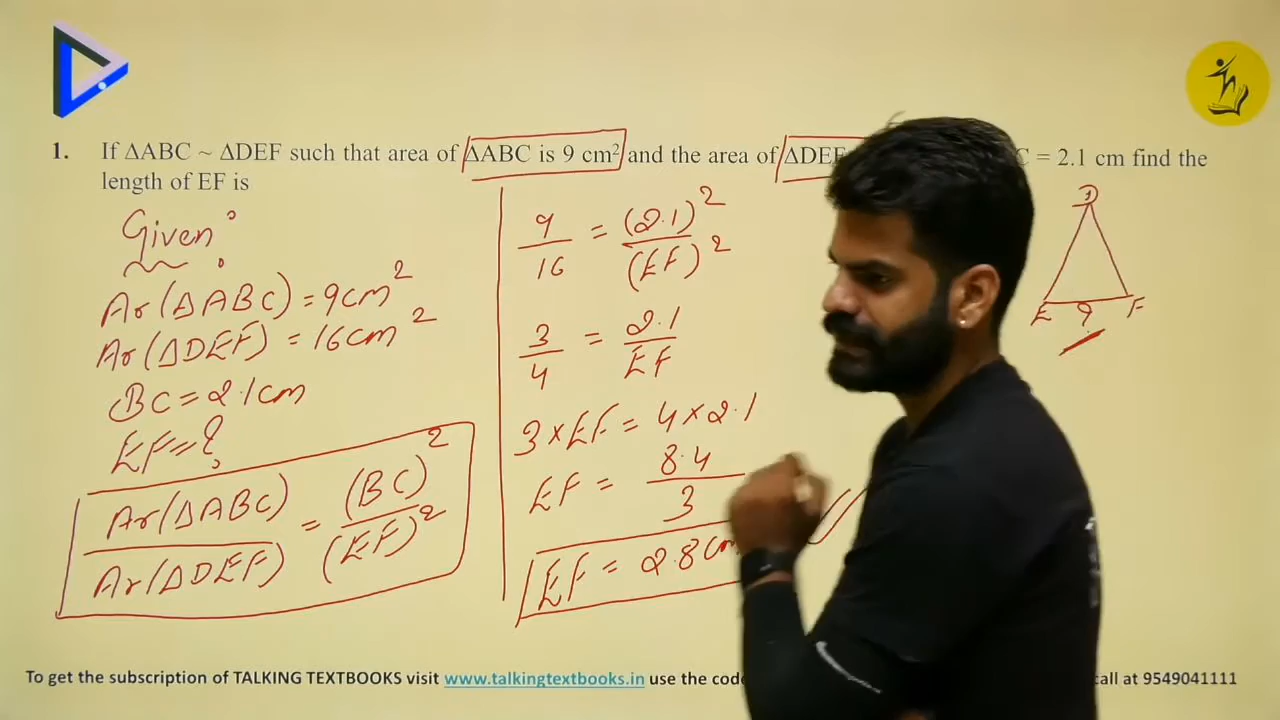 1. If ΔABC ~ ΔDEF such that area of ΔABC is 9 cm² and the area of ΔDEF = 2.1 cm find the
length of EF is
Given :
Ar(ΔABC) = 9cm²
Ar(ΔDEF) = 16cm²
BC = 2.1cm
EF = ?
Ar(ΔABC) / Ar(ΔDEF) = (BC)² / (EF)²
9/16 = (2.1)² / (EF)²
3/4 = 2.1 / EF
3 × EF = 4 × 2.1
EF = 8.4 / 3
EF = 2.8 cm
D
E ? F
To get the subscription of TALKING TEXTBOOKS visit www.talkingtextbooks.in use the code call at 9549041111